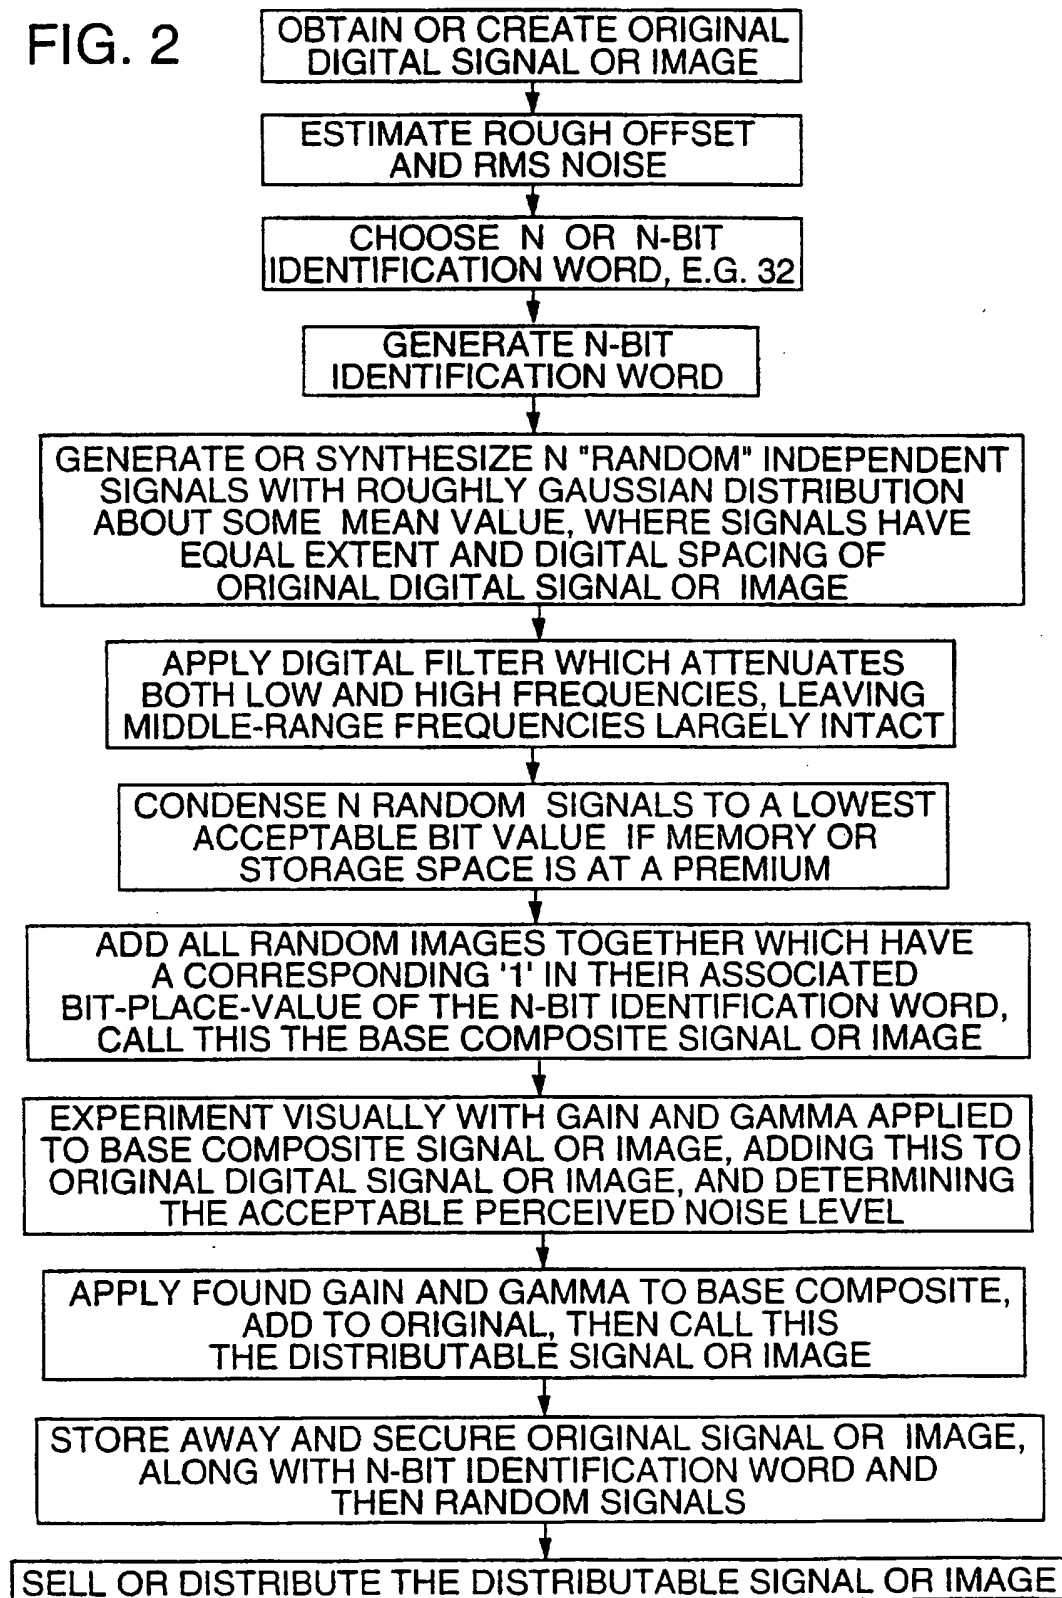 FIG. 2
OBTAIN OR CREATE ORIGINAL
DIGITAL SIGNAL OR IMAGE
ESTIMATE ROUGH OFFSET
AND RMS NOISE
CHOOSE N OR N-BIT
IDENTIFICATION WORD, E.G. 32
GENERATE N-BIT
IDENTIFICATION WORD
GENERATE OR SYNTHESIZE N "RANDOM" INDEPENDENT
SIGNALS WITH ROUGHLY GAUSSIAN DISTRIBUTION
ABOUT SOME MEAN VALUE, WHERE SIGNALS HAVE
EQUAL EXTENT AND DIGITAL SPACING OF
ORIGINAL DIGITAL SIGNAL OR IMAGE
APPLY DIGITAL FILTER WHICH ATTENUATES
BOTH LOW AND HIGH FREQUENCIES, LEAVING
MIDDLE-RANGE FREQUENCIES LARGELY INTACT
CONDENSE N RANDOM SIGNALS TO A LOWEST
ACCEPTABLE BIT VALUE IF MEMORY OR
STORAGE SPACE IS AT A PREMIUM
ADD ALL RANDOM IMAGES TOGETHER WHICH HAVE
A CORRESPONDING '1' IN THEIR ASSOCIATED
BIT-PLACE-VALUE OF THE N-BIT IDENTIFICATION WORD,
CALL THIS THE BASE COMPOSITE SIGNAL OR IMAGE
EXPERIMENT VISUALLY WITH GAIN AND GAMMA APPLIED
TO BASE COMPOSITE SIGNAL OR IMAGE, ADDING THIS TO
ORIGINAL DIGITAL SIGNAL OR IMAGE, AND DETERMINING
THE ACCEPTABLE PERCEIVED NOISE LEVEL
APPLY FOUND GAIN AND GAMMA TO BASE COMPOSITE,
ADD TO ORIGINAL, THEN CALL THIS
THE DISTRIBUTABLE SIGNAL OR IMAGE
STORE AWAY AND SECURE ORIGINAL SIGNAL OR IMAGE,
ALONG WITH N-BIT IDENTIFICATION WORD AND
THEN RANDOM SIGNALS
SELL OR DISTRIBUTE THE DISTRIBUTABLE SIGNAL OR IMAGE